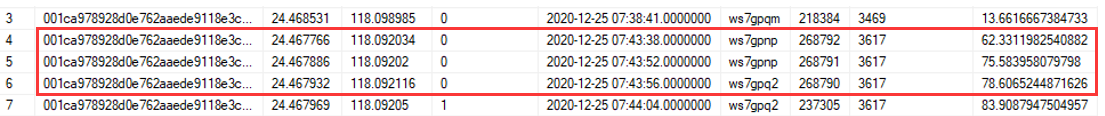 3 001ca978928d0e762aaede9118e3c... 24.468531 118.098985 0 2020-12-25 07:38:41.0000000 ws7gpqm 218384 3469 13.6616667384733
4 001ca978928d0e762aaede9118e3c... 24.467766 118.092034 0 2020-12-25 07:43:38.0000000 ws7gpnp 268792 3617 62.3311982540882
5 001ca978928d0e762aaede9118e3c... 24.467886 118.09202 0 2020-12-25 07:43:52.0000000 ws7gpnp 268791 3617 75.583958079798
6 001ca978928d0e762aaede9118e3c... 24.467932 118.092116 0 2020-12-25 07:43:56.0000000 ws7gpq2 268790 3617 78.6065244871626
7 001ca978928d0e762aaede9118e3c... 24.467969 118.09205 1 2020-12-25 07:44:04.0000000 ws7gpq2 237305 3617 83.9087947504957